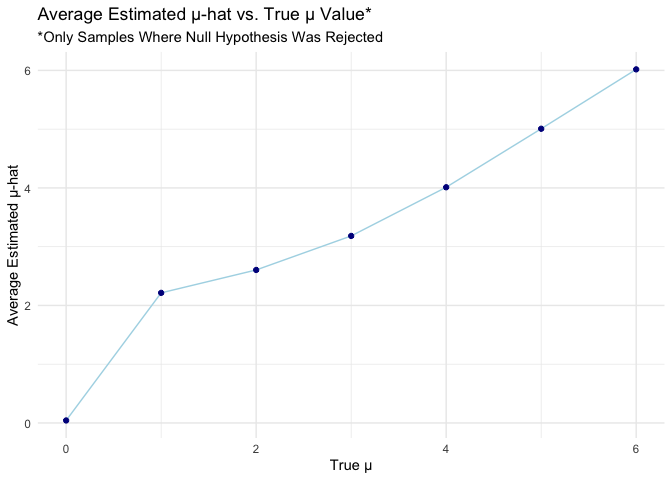 Average Estimated μ-hat vs. True μ Value*
*Only Samples Where Null Hypothesis Was Rejected
Average Estimated μ-hat
6
4
2
0
0 2 4 6
True μ